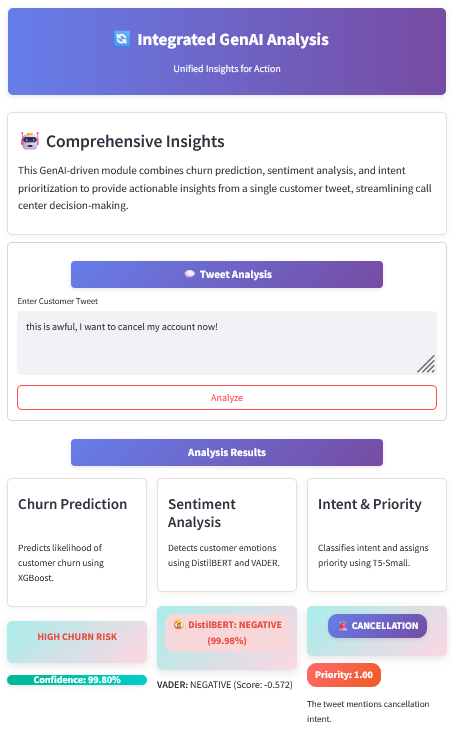 Integrated GenAI Analysis
Unified Insights for Action
Comprehensive Insights
This GenAI-driven module combines churn prediction, sentiment analysis, and intent
prioritization to provide actionable insights from a single customer tweet, streamlining call
center decision-making.
Tweet Analysis
Enter Customer Tweet
this is awful, I want to cancel my account now!
Analyze
Analysis Results
Churn Prediction
Predicts likelihood of
customer churn using
XGBoost.
HIGH CHURN RISK
Confidence: 99.80%
Sentiment
Analysis
Detects customer emotions
using DistilBERT and VADER.
DistilBERT: NEGATIVE
(99.98%)
VADER: NEGATIVE (Score: -0.572)
Intent & Priority
Classifies intent and assigns
priority using T5-Small.
CANCELLATION
Priority: 1.00
The tweet mentions cancellation
intent.